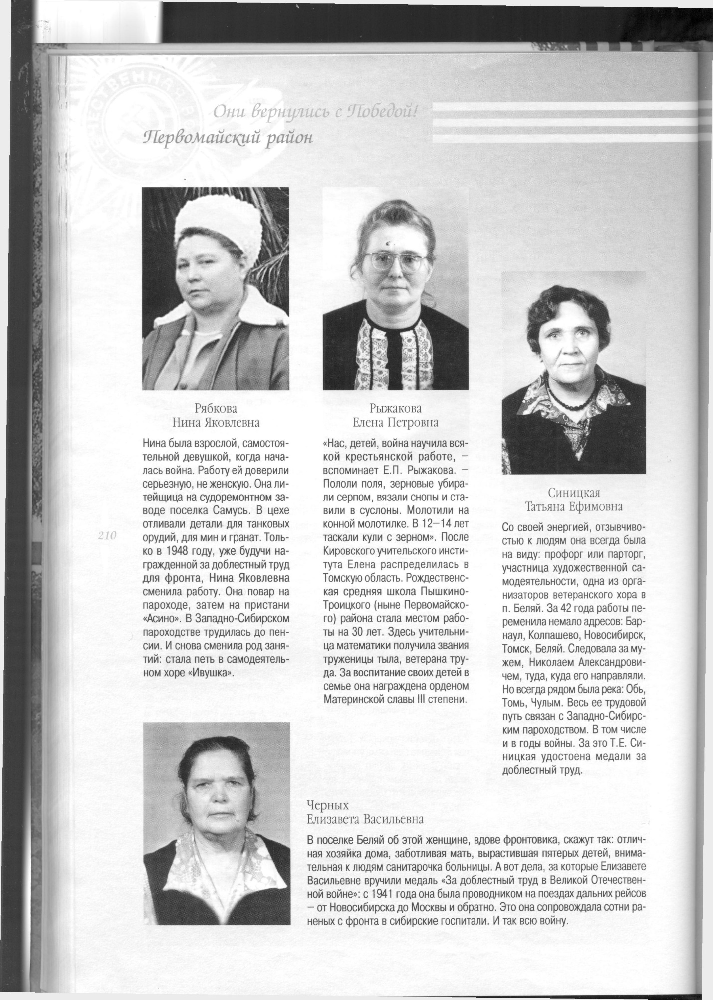 ОТЕЧЕСТВЕННАЯ ВОЙНА
Они вернулись с Победой!
Первомайский район
Рябкова
Нина Яковлевна
Нина была взрослой, самостоя-
тельной девушкой, когда нача-
лась война. Работу ей доверили
серьезную, не женскую. Она ли-
тейщица на судоремонтном за-
воде поселка Самусь. В цехе
отливали детали для танковых
орудий, для мин и гранат. Толь-
ко в 1948 году, уже будучи на-
гражденной за доблестный труд
для фронта, Нина Яковлевна
сменила работу. Она повар на
пароходе, затем на пристани
«Асино». В Западно-Сибирском
пароходстве трудилась до пен-
сии. И снова сменила род заня-
тий: стала петь в самодеятель-
ном хоре «Ивушка».
Рыжакова
Елена Петровна
«Нас, детей, война научила вся-
кой крестьянской работе, –
вспоминает Е.П. Рыжакова. –
Пололи поля, зерновые убира-
ли серпом, вязали снопы и ста-
вили в суслоны. Молотили на
конной молотилке. В 12–14 лет
таскали кули с зерном». После
Кировского учительского инсти-
тута Елена распределилась в
Томскую область. Рождественс-
кая средняя школа Пышкино-
Троицкого (ныне Первомайско-
го) района стала местом рабо-
ты на 30 лет. Здесь учительни-
ца математики получила звания
труженицы тыла, ветерана тру-
да. За воспитание своих детей в
семье она награждена орденом
Материнской славы III степени.
Синицкая
Татьяна Ефимовна
Со своей энергией, отзывчиво-
стью к людям она всегда была
на виду: профорг или парторг,
участница художественной са-
модеятельности, одна из орга-
низаторов ветеранского хора в
п. Беляй. За 42 года работы пе-
ременила немало адресов: Бар-
наул, Колпашево, Новосибирск,
Томск, Беляй. Следовала за му-
жем, Николаем Александрови-
чем, туда, куда его направляли.
Но всегда рядом была река: Обь,
Томь, Чулым. Весь ее трудовой
путь связан с Западно-Сибирс-
ким пароходством. В том числе
и в годы войны. За это Т.Е. Си-
ницкая удостоена медали за
доблестный труд.
210
Черных
Елизавета Васильевна
В поселке Беляй об этой женщине, вдове фронтовика, скажут так: отлич-
ная хозяйка дома, заботливая мать, вырастившая пятерых детей, внима-
тельная к людям санитарочка больницы. А вот дела, за которые Елизавете
Васильевне вручили медаль «За доблестный труд в Великой Отечествен-
ной войне»: с 1941 года она была проводником на поездах дальних рейсов
– от Новосибирска до Москвы и обратно. Это она сопровождала сотни ра-
неных с фронта в сибирские госпитали. И так всю войну.